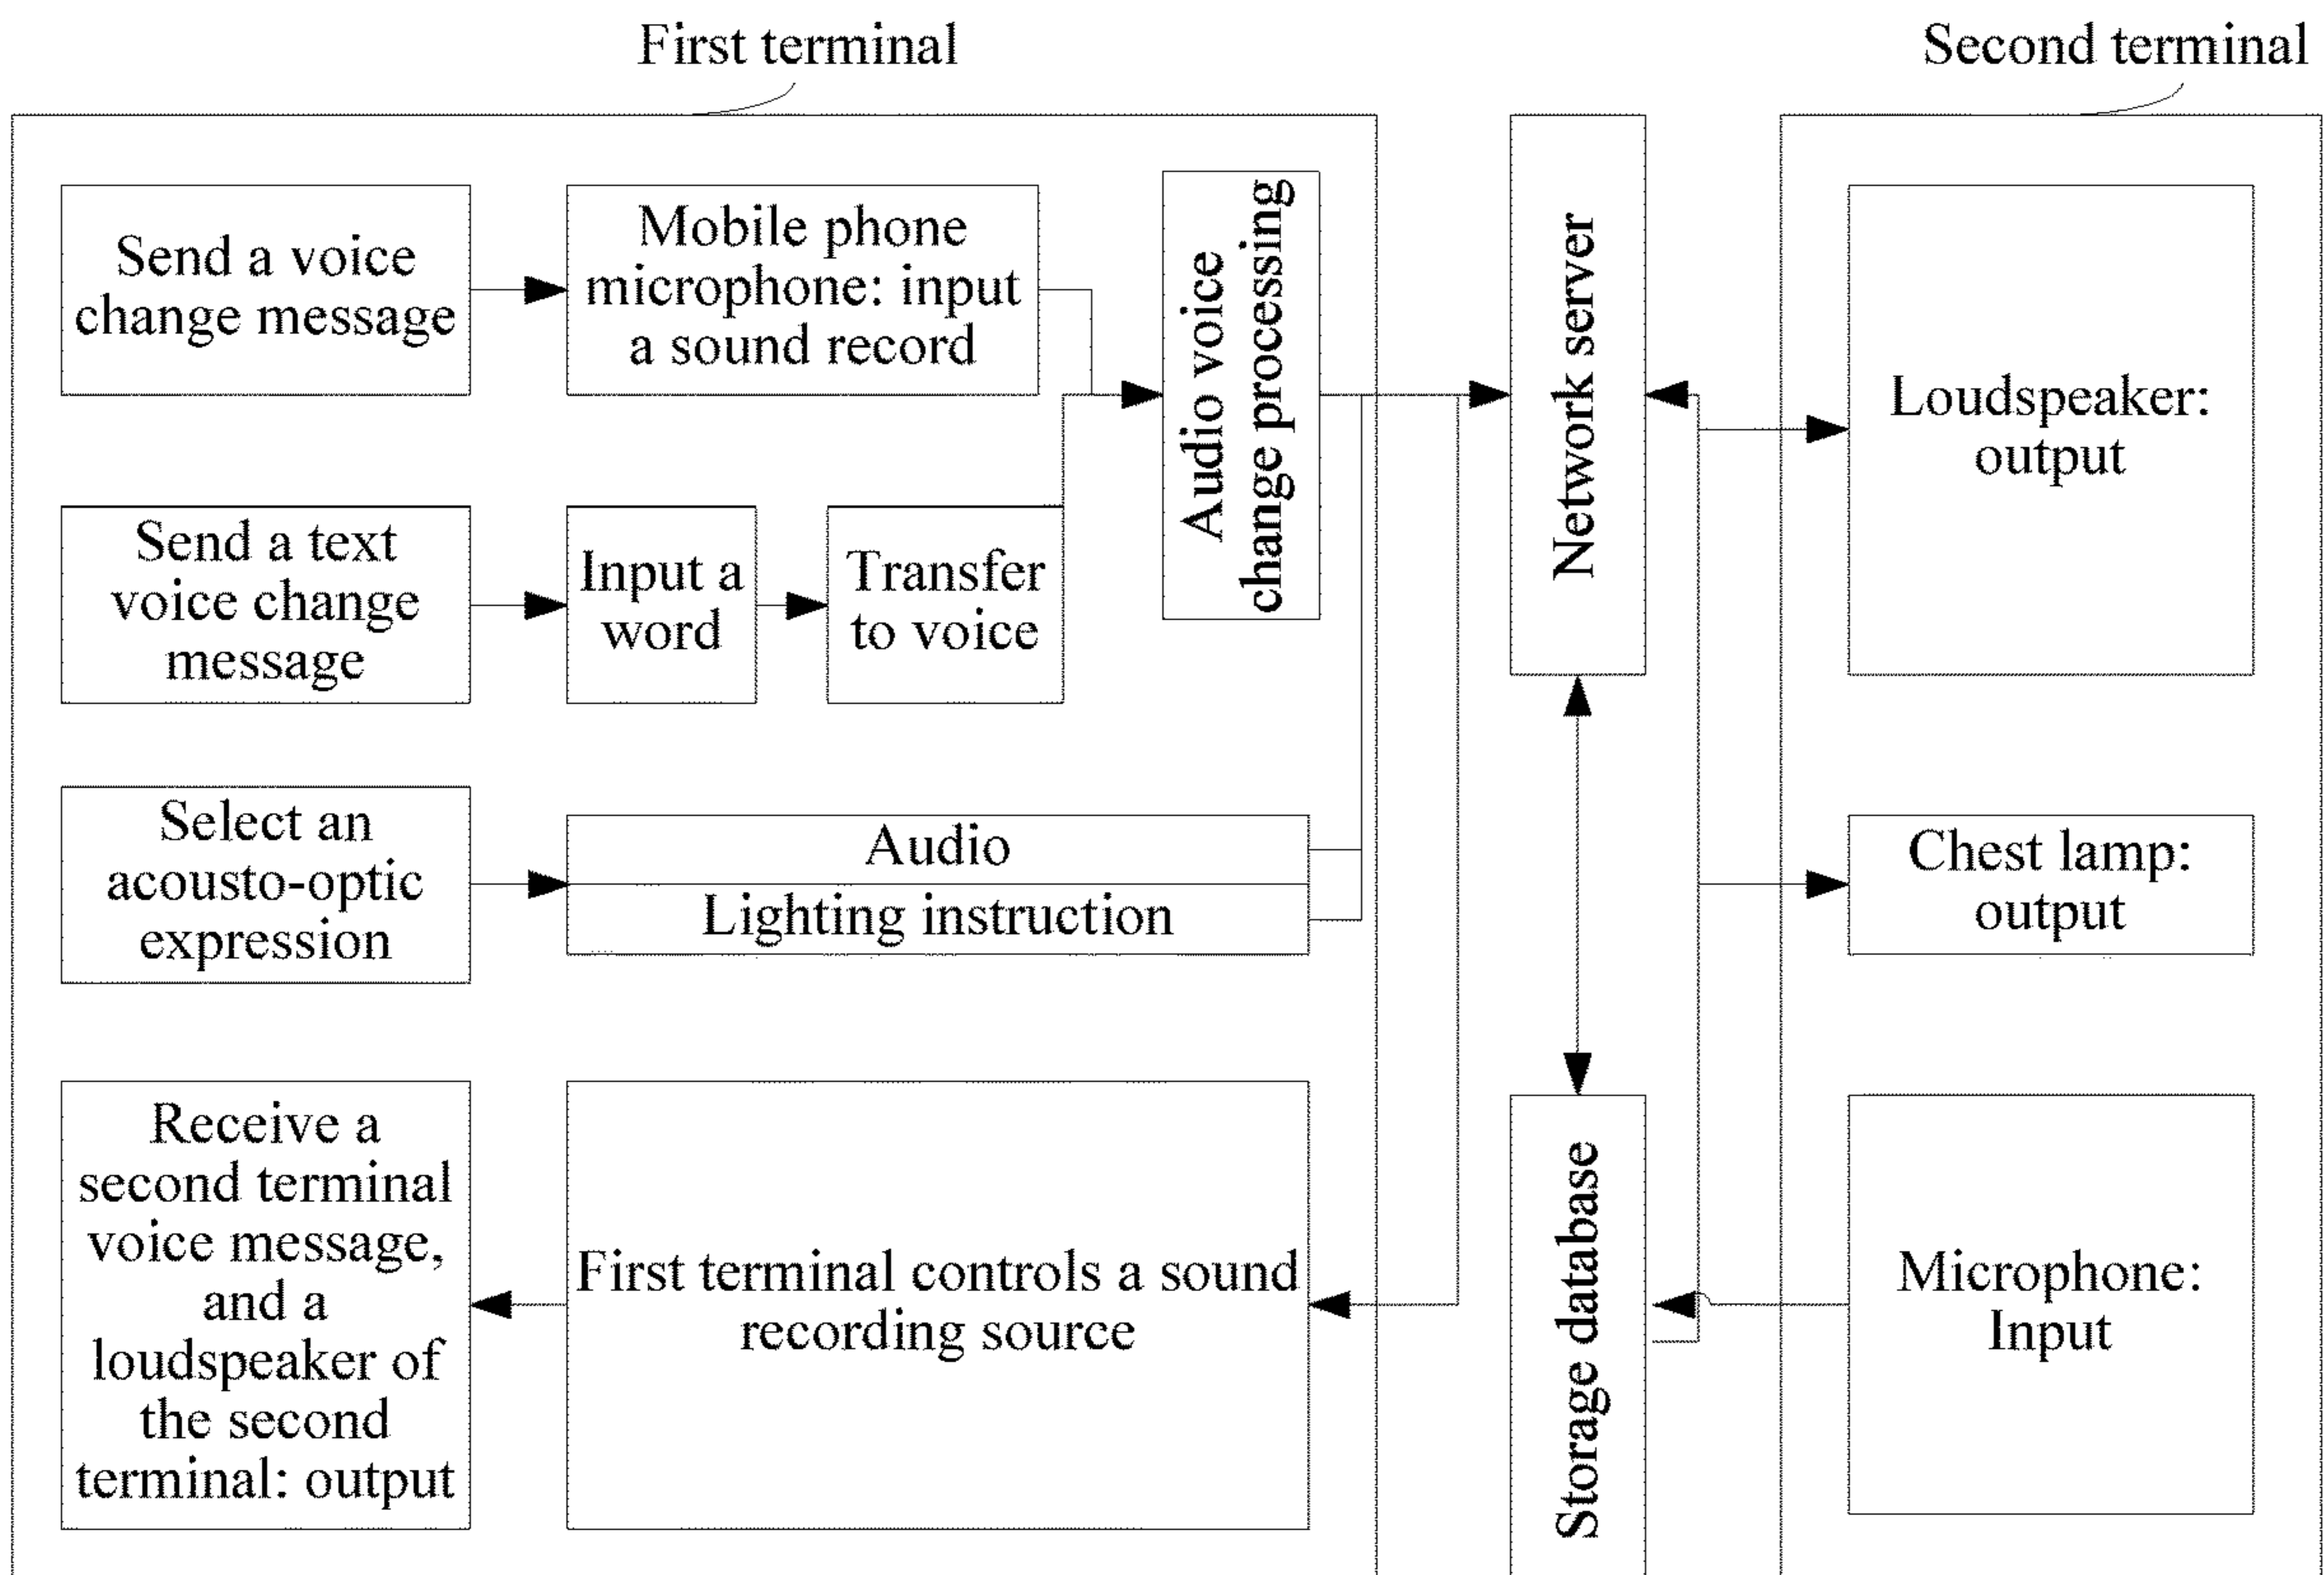 First terminal
Second terminal
Send a voice
change message
Mobile phone
microphone: input
a sound record
Audio voice
change processing
Network server
Loudspeaker:
output
Send a text
voice change
message
Input a
word
Transfer
to voice
Select an
acousto-optic
expression
Audio
Lighting instruction
Chest lamp:
output
Receive a
second terminal
voice message,
and a
loudspeaker of
the second
terminal: output
First terminal controls a sound
recording source
Storage database
Microphone:
Input